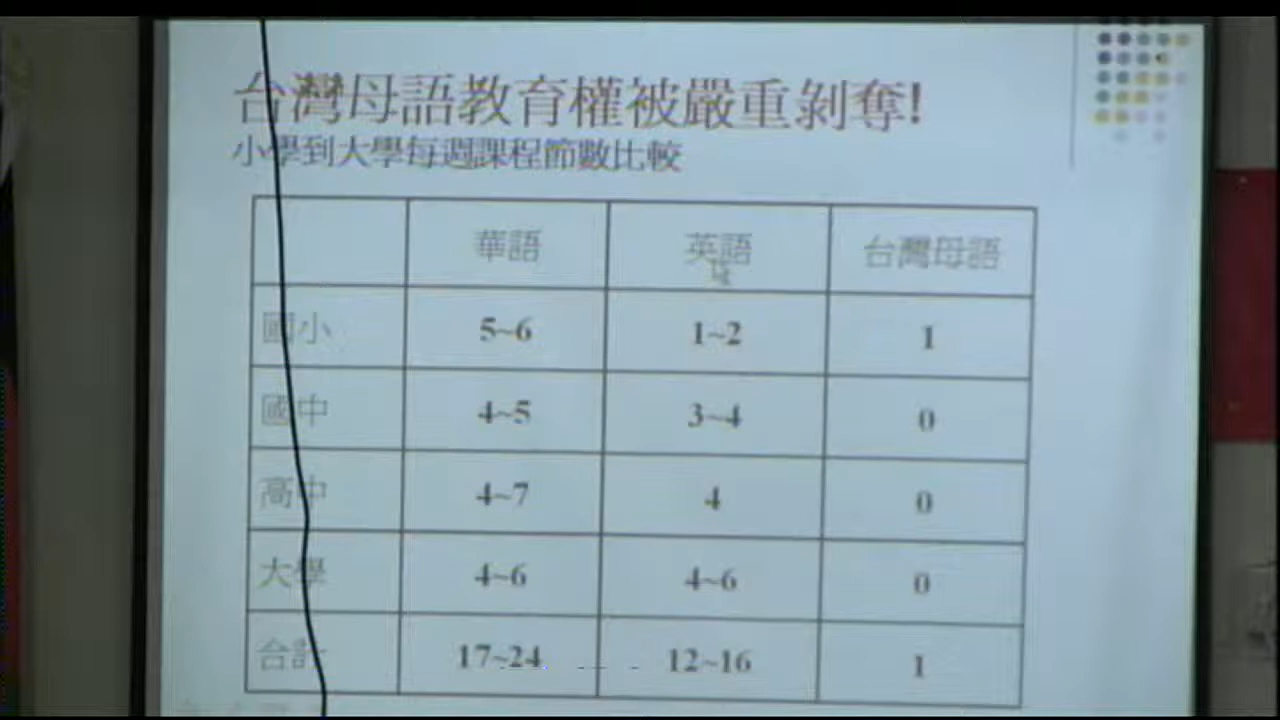 台灣母語教育權被嚴重剝奪!
小學到大學每週課程節數比較
華語 英語 台灣母語
國小 5~6 1~2 1
國中 4~5 3~4 0
高中 4~7 4 0
大學 4~6 4~6 0
合計 17~24 12~16 1